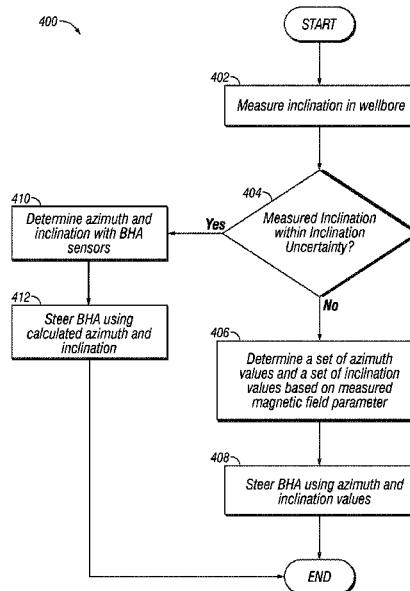 400
START
402
Measure inclination in wellbore
404
Measured Inclination
within Inclination
Uncertainty?
Yes
No
410
Determine azimuth and
inclination with BHA
sensors
412
Steer BHA using
calculated azimuth and
inclination
406
Determine a set of azimuth
values and a set of inclination
values based on measured
magnetic field parameter
408
Steer BHA using azimuth and
inclination values
END